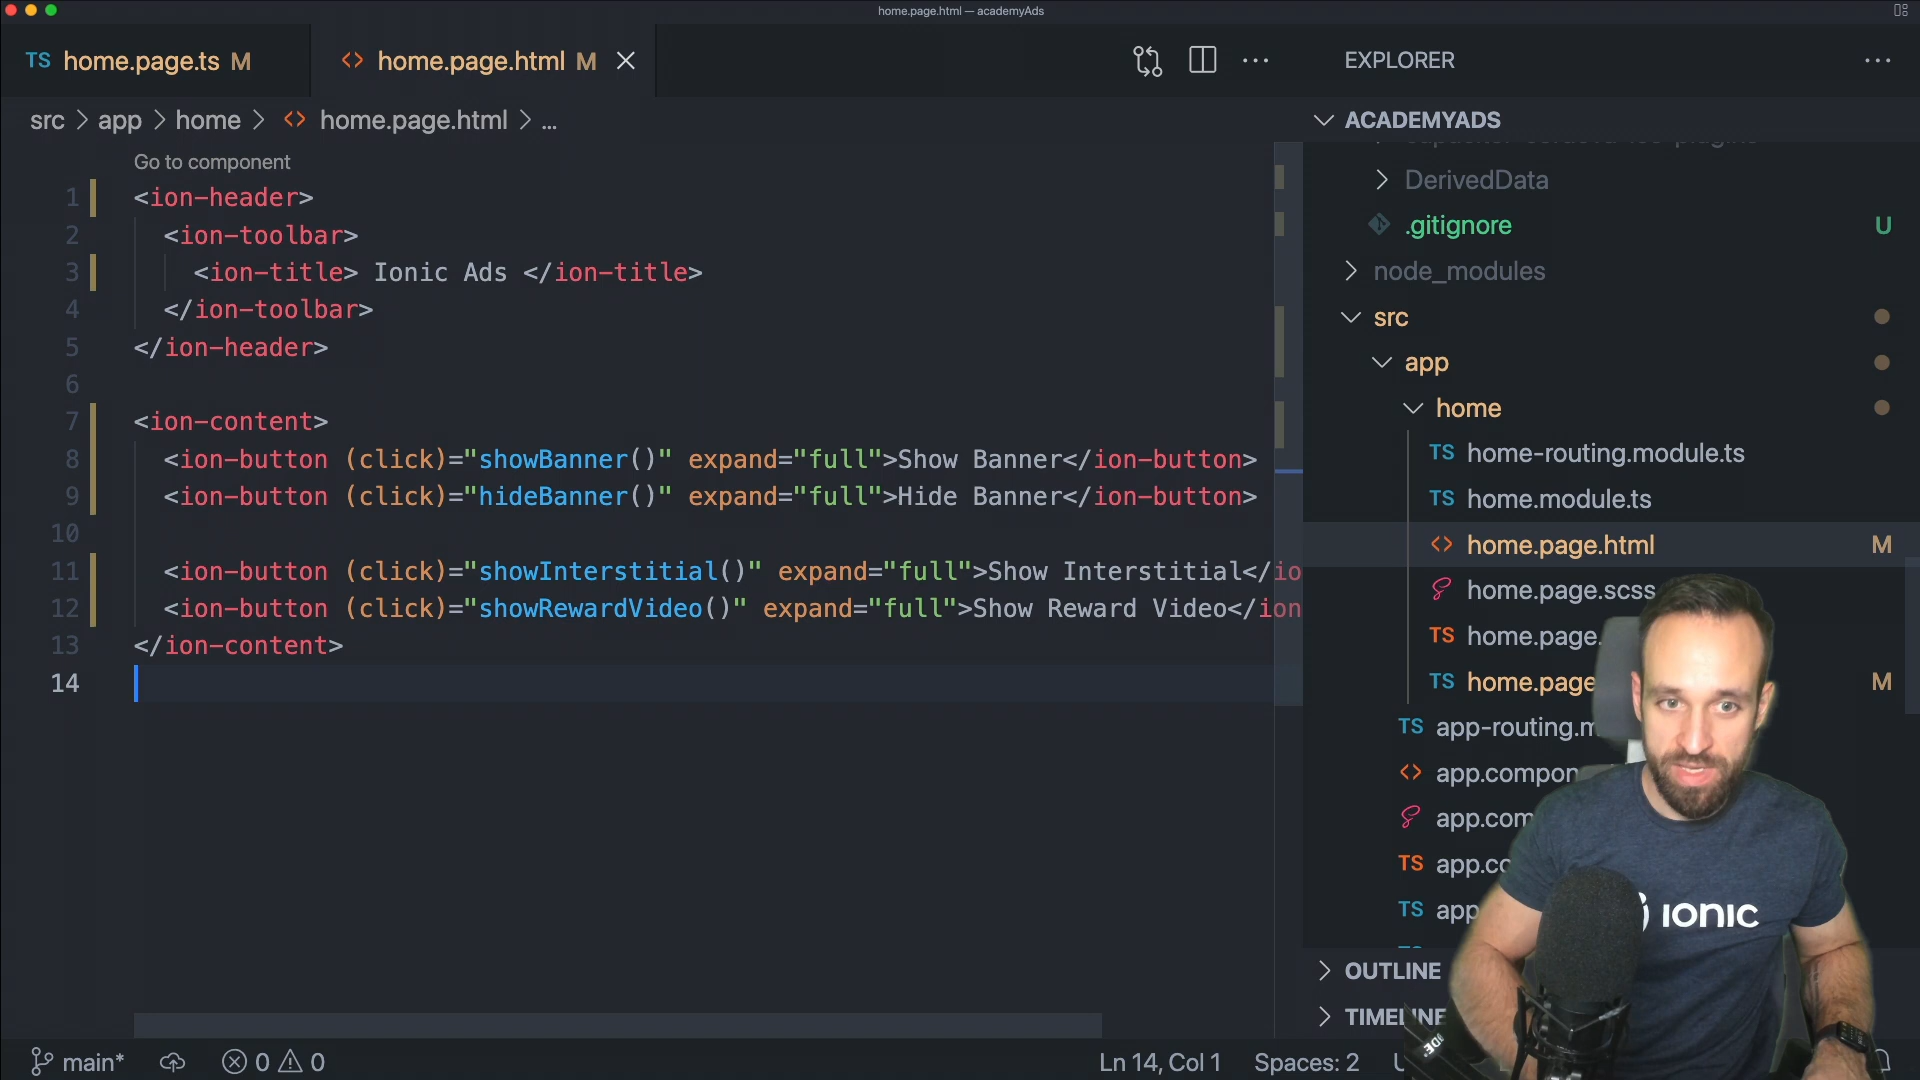 home.page.html — academyAds
TS home.page.ts M
<> home.page.html M
EXPLORER
src > app > home > <> home.page.html > ...
ACADEMYADS
Go to component
1 <ion-header>
2 <ion-toolbar>
3 <ion-title> Ionic Ads </ion-title>
4 </ion-toolbar>
5 </ion-header>
6
7 <ion-content>
8 <ion-button (click)="showBanner()" expand="full">Show Banner</ion-button>
9 <ion-button (click)="hideBanner()" expand="full">Hide Banner</ion-button>
10
11 <ion-button (click)="showInterstitial()" expand="full">Show Interstitial</io
12 <ion-button (click)="showRewardVideo()" expand="full">Show Reward Video</ion
13 </ion-content>
14
DerivedData
.gitignore U
node_modules
src
app
home
TS home-routing.module.ts
TS home.module.ts
<> home.page.html M
home.page.scss
TS home.page.
TS home.page M
TS app-routing.m
<> app.compon
app.com
TS app.co
TS app
OUTLINE
TIMELINE
ionic
main* 0 0
Ln 14, Col 1 Spaces: 2